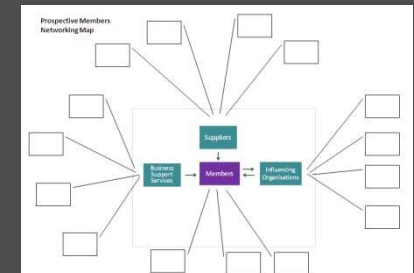 Prospective Members
Networking Map
Suppliers
Business
Support
Services
Members
Influencing
Organisations